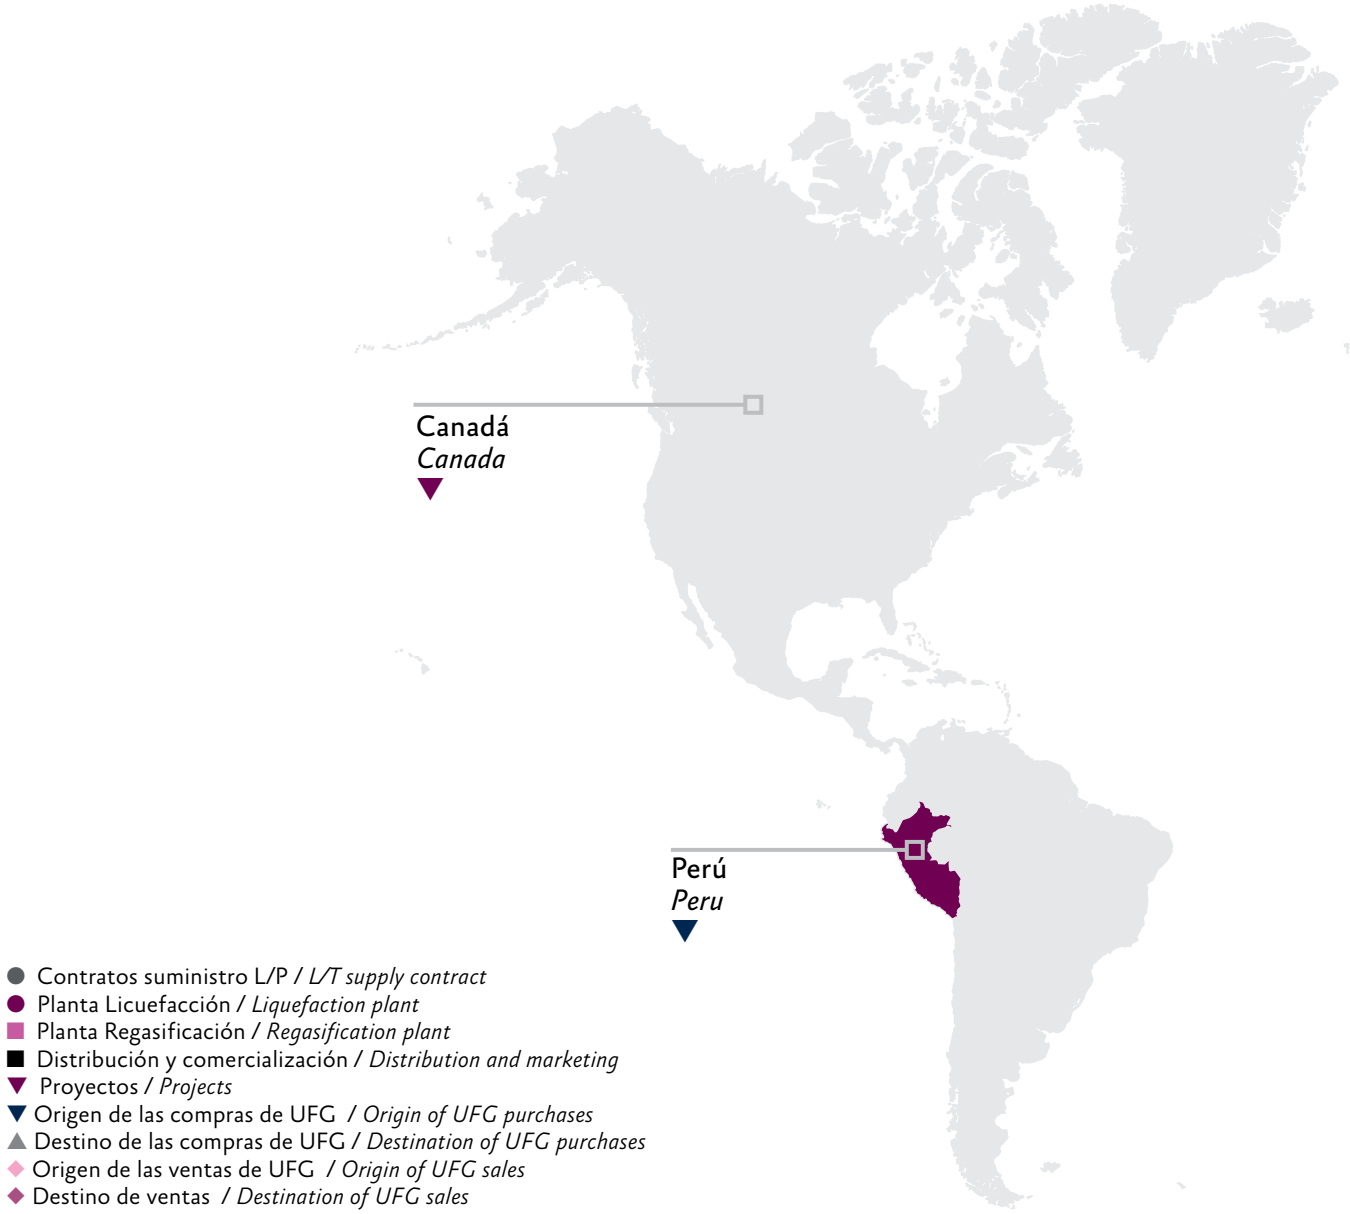 Canadá
Canada
Perú
Peru
Contratos suministro L/P / L/T supply contract
Planta Licuefacción / Liquefaction plant
Planta Regasificación / Regasification plant
Distribución y comercialización / Distribution and marketing
Proyectos / Projects
Origen de las compras de UFG / Origin of UFG purchases
Destino de las compras de UFG / Destination of UFG purchases
Origen de las ventas de UFG / Origin of UFG sales
Destino de ventas / Destination of UFG sales